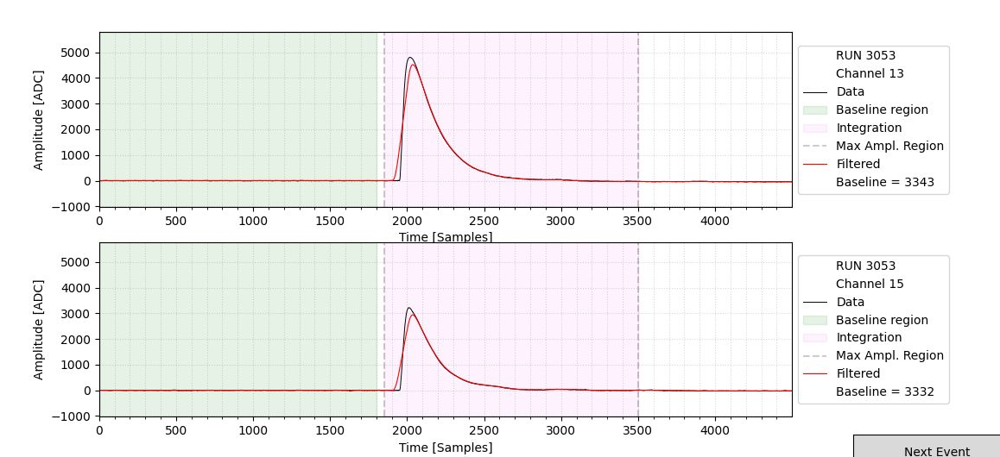 5000
4000
3000
2000
1000
0
−1000
Amplitude [ADC]
0 500 1000 1500 2000 2500 3000 3500 4000
Time [Samples]
RUN 3053
Channel 13
Data
Baseline region
Integration
Max Ampl. Region
Filtered
Baseline = 3343
5000
4000
3000
2000
1000
0
−1000
Amplitude [ADC]
0 500 1000 1500 2000 2500 3000 3500 4000
Time [Samples]
RUN 3053
Channel 15
Data
Baseline region
Integration
Max Ampl. Region
Filtered
Baseline = 3332
Next Event